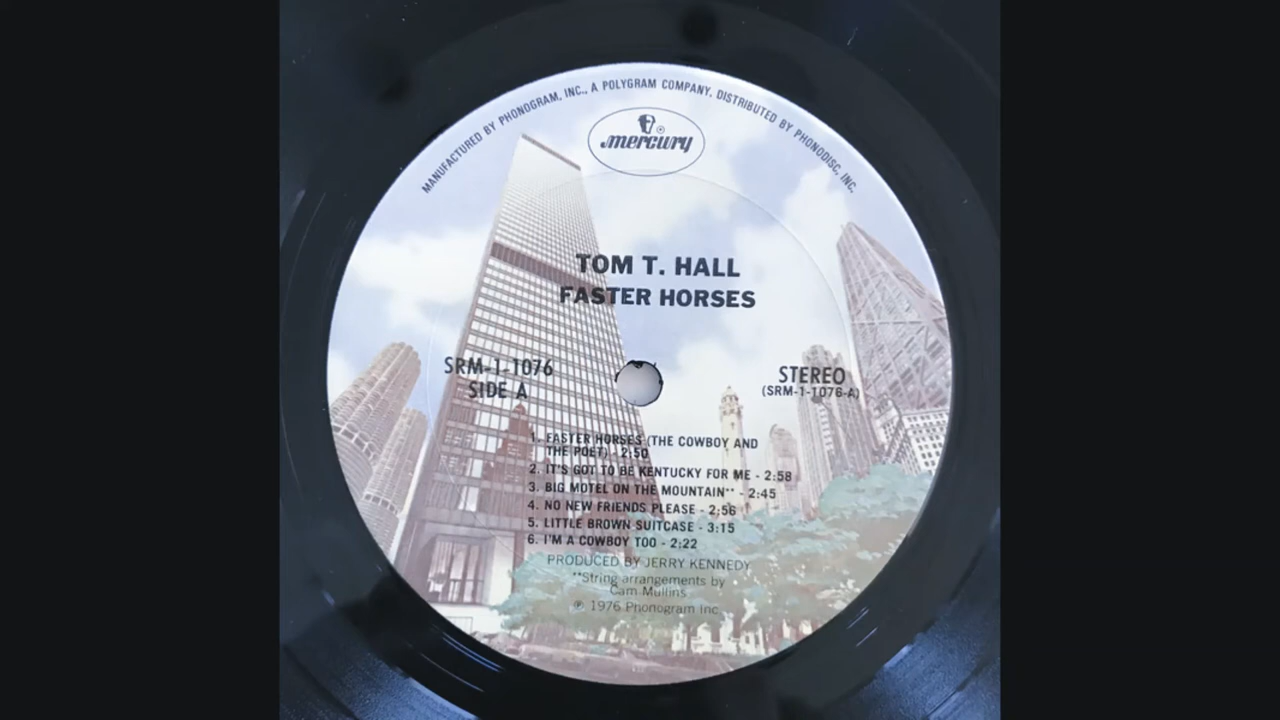 MANUFACTURED BY PHONOGRAM, INC., A POLYGRAM COMPANY. DISTRIBUTED BY PHONODISC, INC.
mercury ®
TOM T. HALL
FASTER HORSES
SRM-1-1076
SIDE A
STEREO
(SRM-1-1076-A)
1. FASTER HORSES (THE COWBOY AND
THE POET) - 2:50
2. IT'S GOT TO BE KENTUCKY FOR ME - 2:58
3. BIG MOTEL ON THE MOUNTAIN** - 2:45
4. NO NEW FRIENDS PLEASE - 2:56
5. LITTLE BROWN SUITCASE - 3:15
6. I'M A COWBOY TOO - 2:22
PRODUCED BY JERRY KENNEDY
**String arrangements by
Cam Mullins
℗ 1976 Phonogram Inc